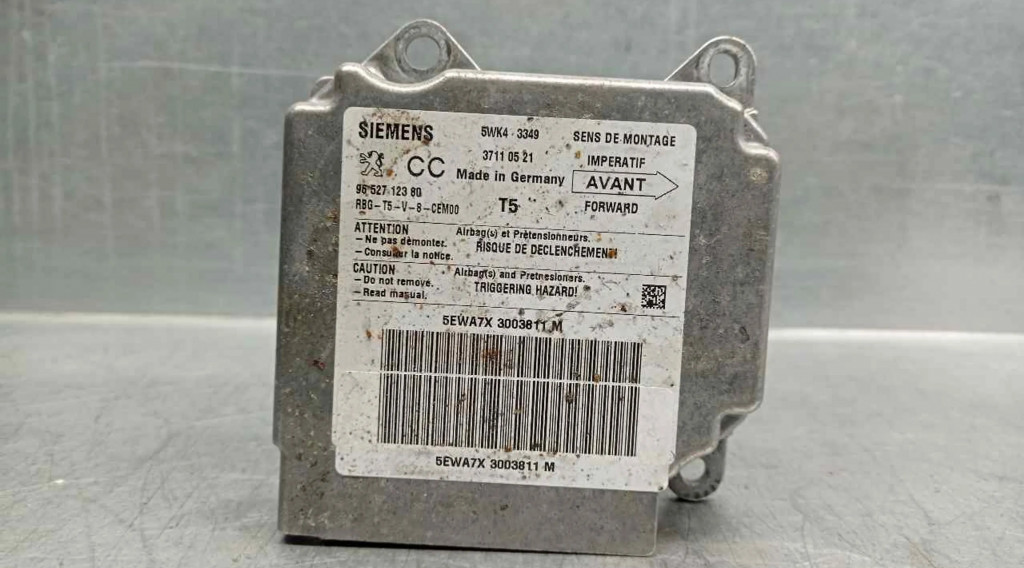 SIEMENS
5WK4 3349
SENS DE MONTAGE
3711 05 21
IMPERATIF
CC
Made in Germany
AVANT
96 527 123 80
RBG-T5-V-8-CEM00
T5
FORWARD
ATTENTION
- Ne pas démonter.
- Consulter la notice.
Airbag(s) et Prètensionneurs.
RISQUE DE DECLENCHEMENT!
CAUTION
- Do not remove.
- Read manual.
Airbag(s) and Pretnesionars.
TRIGGERING HAZARD!
5EWA7X 3003811 M
5EWA7X 3003811 M